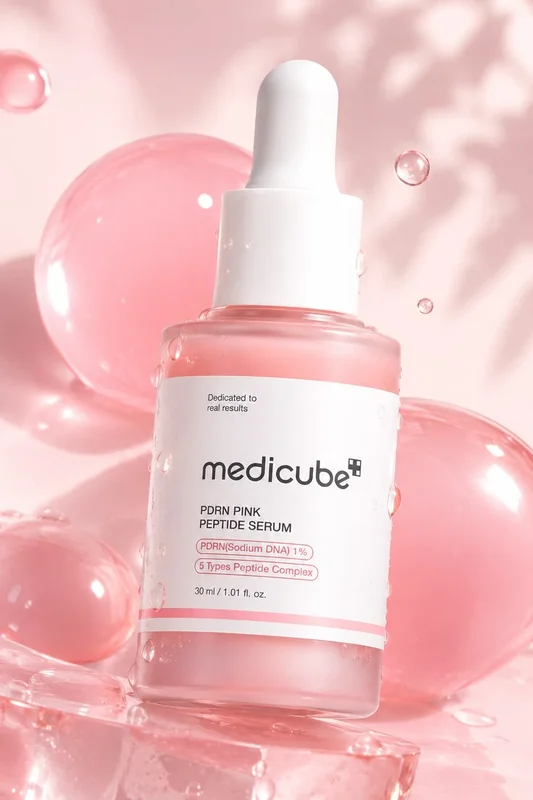 Dedicated to
real results
medicube
PDRN PINK
PEPTIDE SERUM
PDRN(Sodium DNA) 1%
5 Types Peptide Complex
30 ml / 1.01 fl. oz.